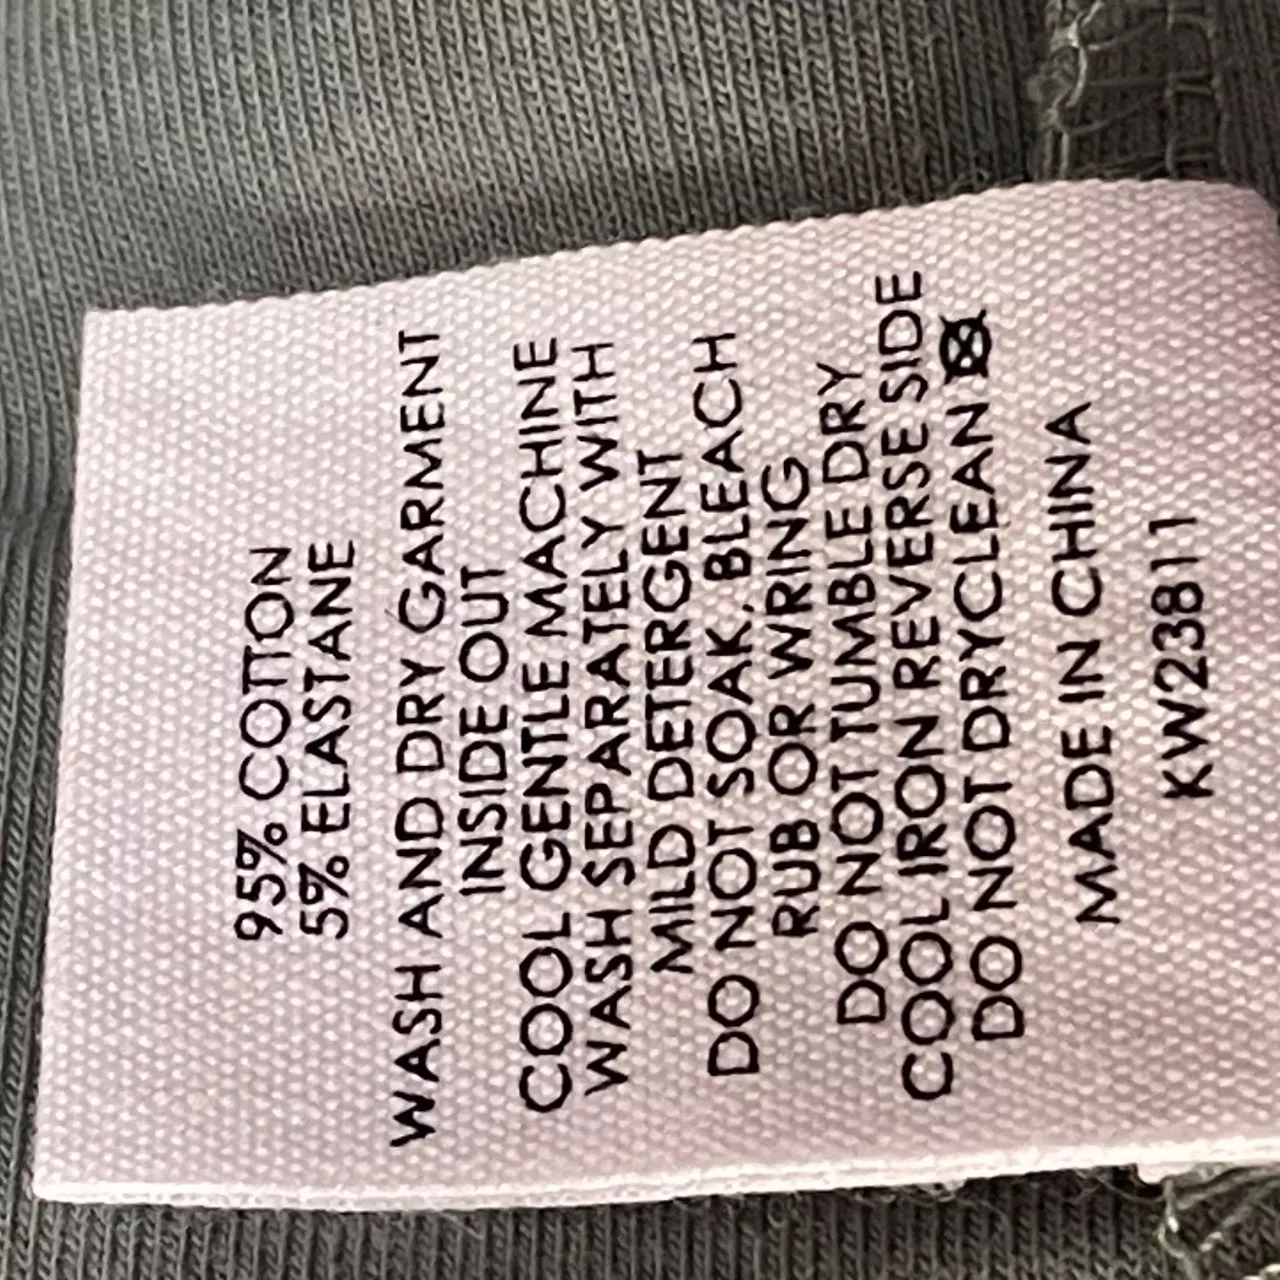 95% COTTON
5% ELASTANE
WASH AND DRY GARMENT
INSIDE OUT
COOL GENTLE MACHINE
WASH SEPARATELY WITH
MILD DETERGENT
DO NOT SOAK, BLEACH
RUB OR WRING
DO NOT TUMBLE DRY
COOL IRON REVERSE SIDE
DO NOT DRYCLEAN
MADE IN CHINA
KW23811